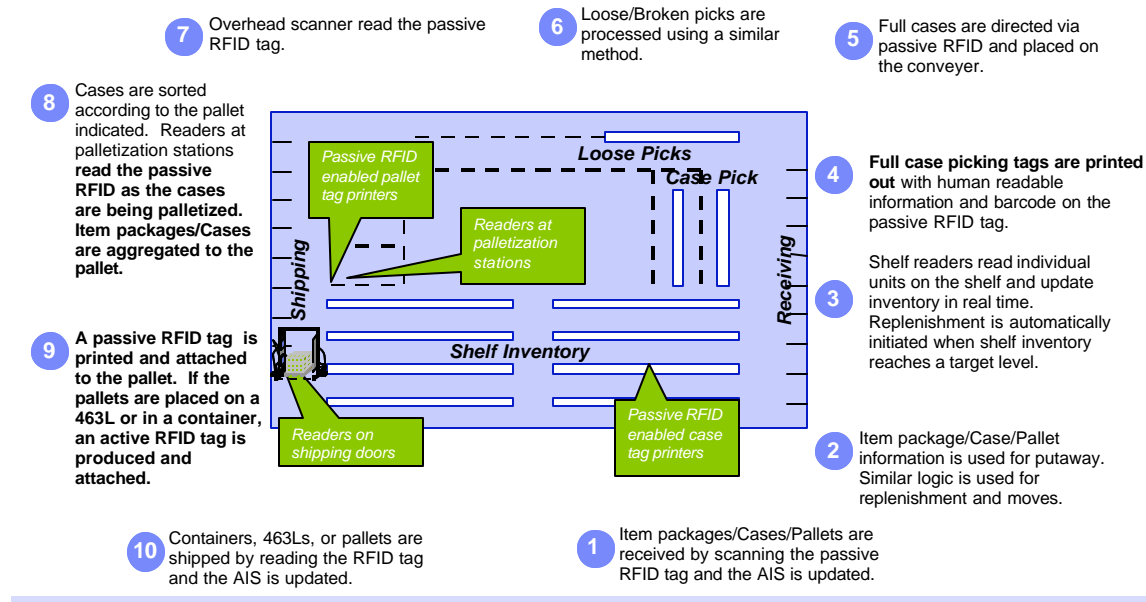 7
Overhead scanner read the passive
RFID tag.
6
Loose/Broken picks are
processed using a similar
method.
5
Full cases are directed via
passive RFID and placed on
the conveyer.
8
Cases are sorted
according to the pallet
indicated. Readers at
palletization stations
read the passive
RFID as the cases
are being palletized.
Item packages/Cases
are aggregated to the
pallet.
Passive RFID
enabled pallet
tag printers
Loose Picks
Case Pick
Readers at
palletization
stations
Shipping
Receiving
4
Full case picking tags are printed
out with human readable
information and barcode on the
passive RFID tag.
3
Shelf readers read individual
units on the shelf and update
inventory in real time.
Replenishment is automatically
initiated when shelf inventory
reaches a target level.
9
A passive RFID tag is
printed and attached
to the pallet. If the
pallets are placed on a
463L or in a container,
an active RFID tag is
produced and
attached.
Shelf Inventory
Readers on
shipping doors
Passive RFID
enabled case
tag printers
2
Item package/Case/Pallet
information is used for putaway.
Similar logic is used for
replenishment and moves.
10
Containers, 463Ls, or pallets are
shipped by reading the RFID tag
and the AIS is updated.
1
Item packages/Cases/Pallets are
received by scanning the passive
RFID tag and the AIS is updated.